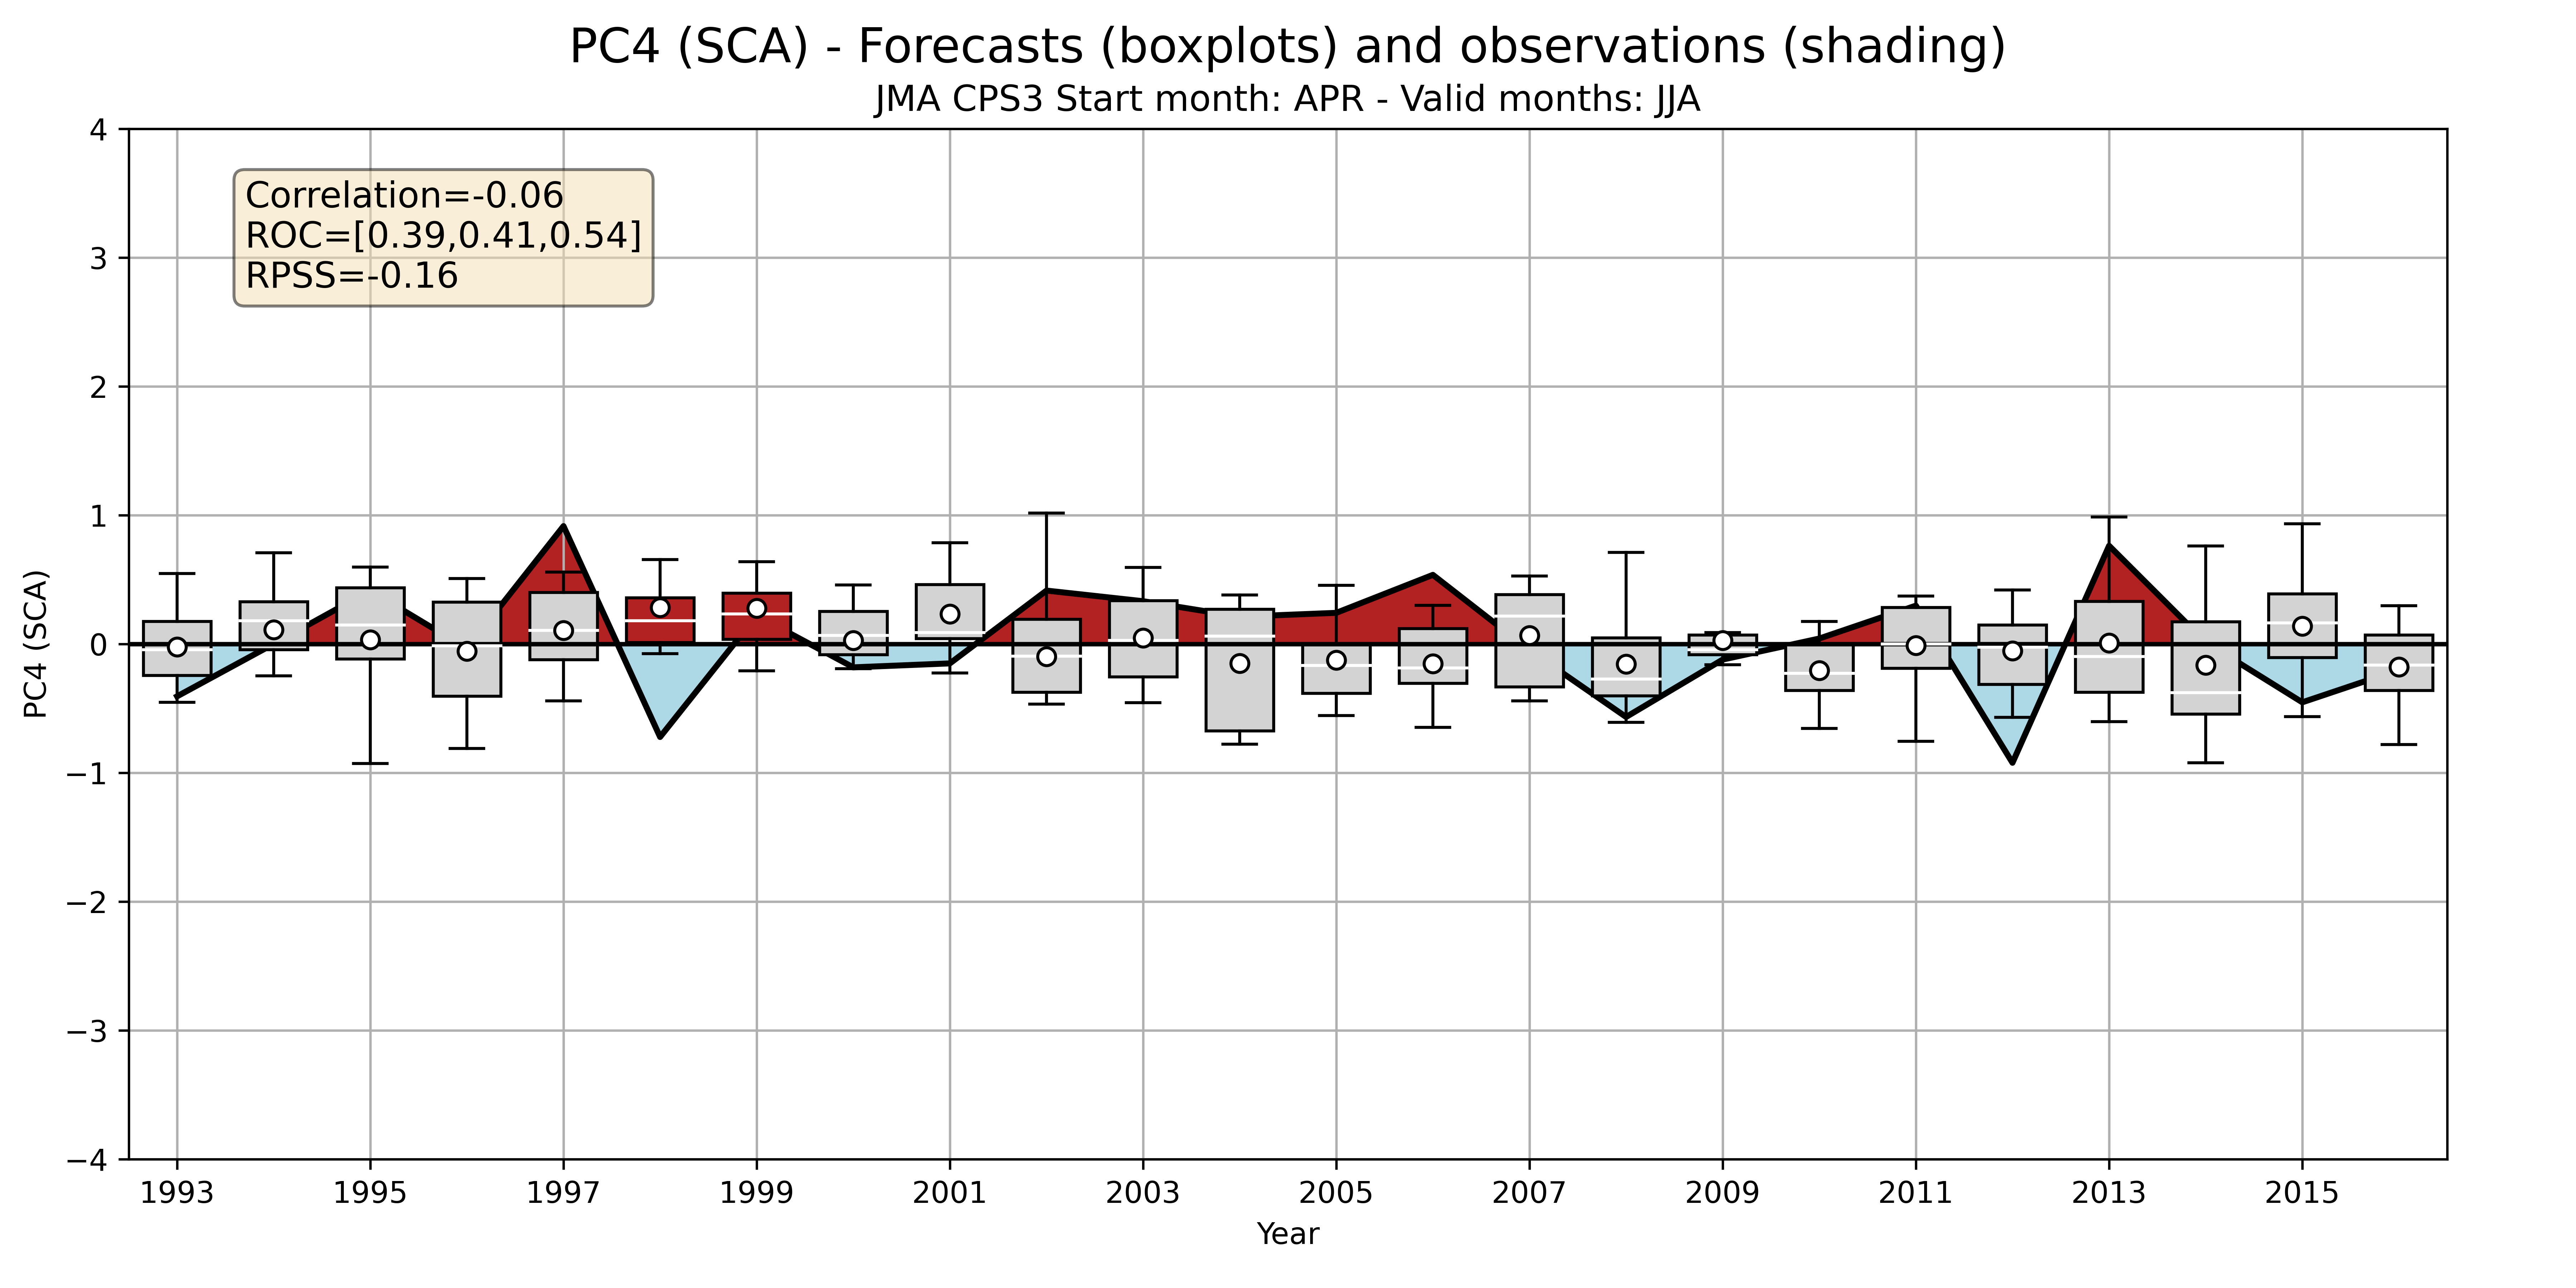 PC4 (SCA) - Forecasts (boxplots) and observations (shading)
JMA CPS3 Start month: APR - Valid months: JJA
Correlation=-0.06
ROC=[0.39,0.41,0.54]
RPSS=-0.16
PC4 (SCA)
4
3
2
1
0
−1
−2
−3
−4
1993 1995 1997 1999 2001 2003 2005 2007 2009 2011 2013 2015
Year